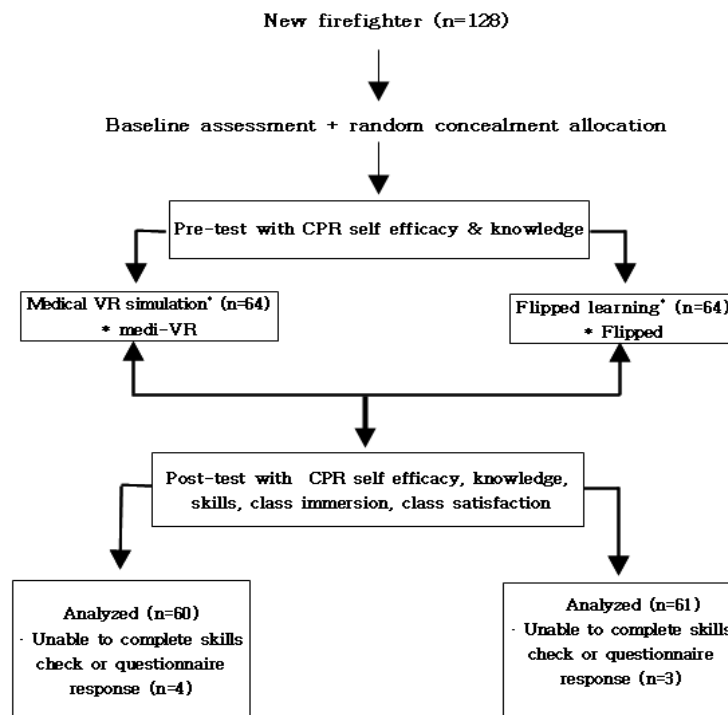 New firefighter (n=128)
Baseline assessment + random concealment allocation
Pre-test with CPR self efficacy & knowledge
Medical VR simulation* (n=64)
* medi-VR
Flipped learning* (n=64)
* Flipped
Post-test with CPR self efficacy, knowledge,
skills, class immersion, class satisfaction
Analyzed (n=60)
· Unable to complete skills
check or questionnaire
response (n=4)
Analyzed (n=61)
· Unable to complete skills
check or questionnaire
response (n=3)